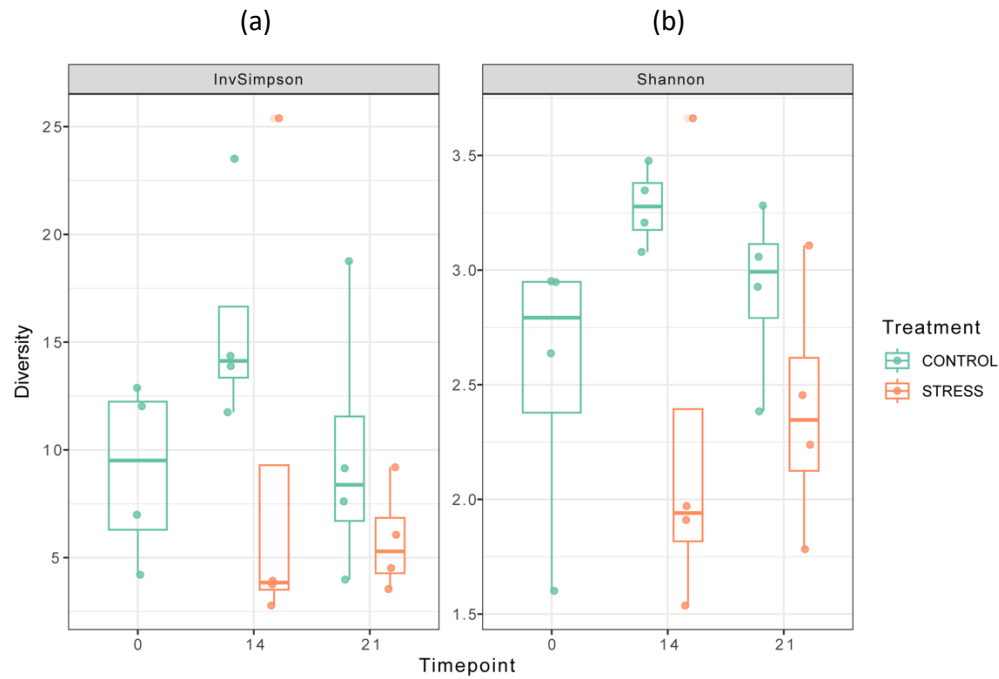 (a) (b)
InvSimpson Shannon
25
20
15
10
5
3.5
3.0
2.5
2.0
1.5
Diversity
0 14 21
0 14 21
Timepoint
Treatment
CONTROL
STRESS